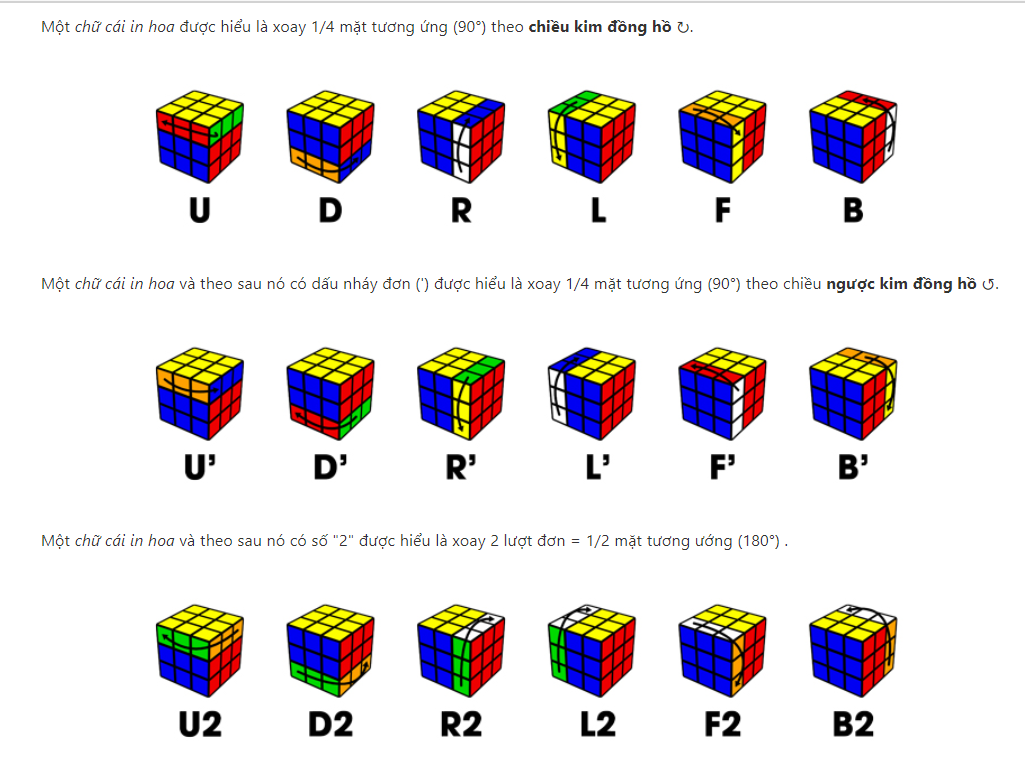 Một chữ cái in hoa được hiểu là xoay 1/4 mặt tương ứng (90°) theo chiều kim đồng hồ ↻.
U D R L F B
Một chữ cái in hoa và theo sau nó có dấu nháy đơn (') được hiểu là xoay 1/4 mặt tương ứng (90°) theo chiều ngược kim đồng hồ ↺.
U’ D’ R’ L’ F’ B’
Một chữ cái in hoa và theo sau nó có số "2" được hiểu là xoay 2 lượt đơn = 1/2 mặt tương ướng (180°) .
U2 D2 R2 L2 F2 B2